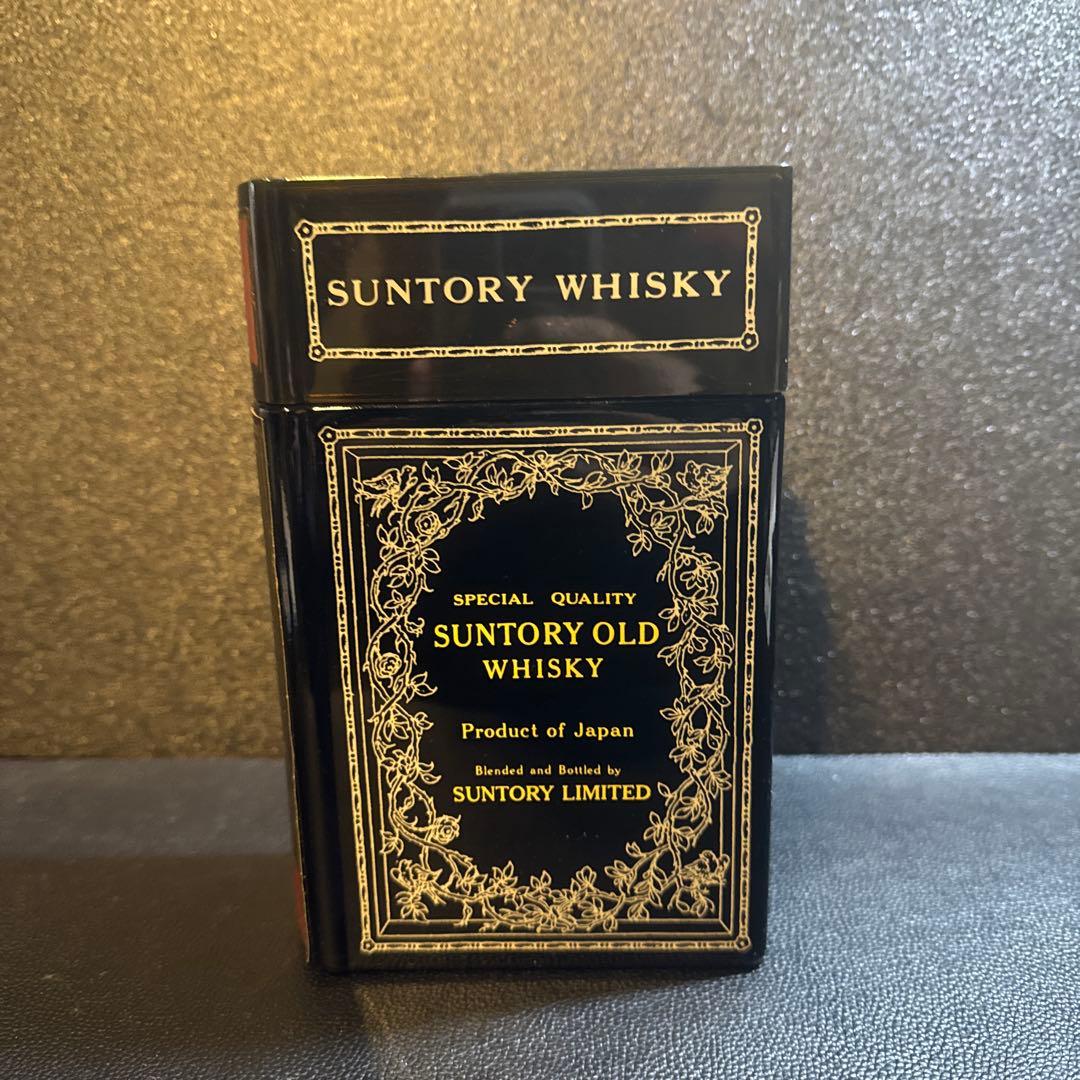 SUNTORY WHISKY
SPECIAL QUALITY
SUNTORY OLD
WHISKY
Product of Japan
Blended and Bottled by
SUNTORY LIMITED